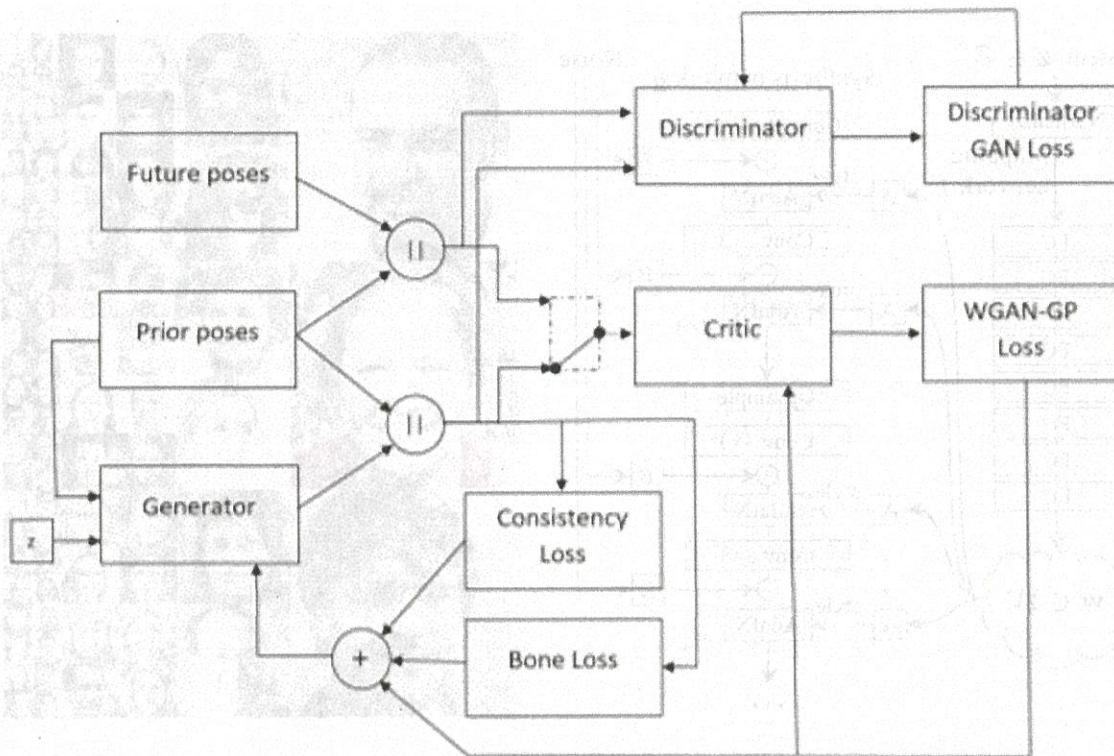 Discriminator
Discriminator
GAN Loss
Future poses
||
Prior poses
Critic
WGAN-GP
Loss
||
Generator
z
Consistency
Loss
Bone Loss
+